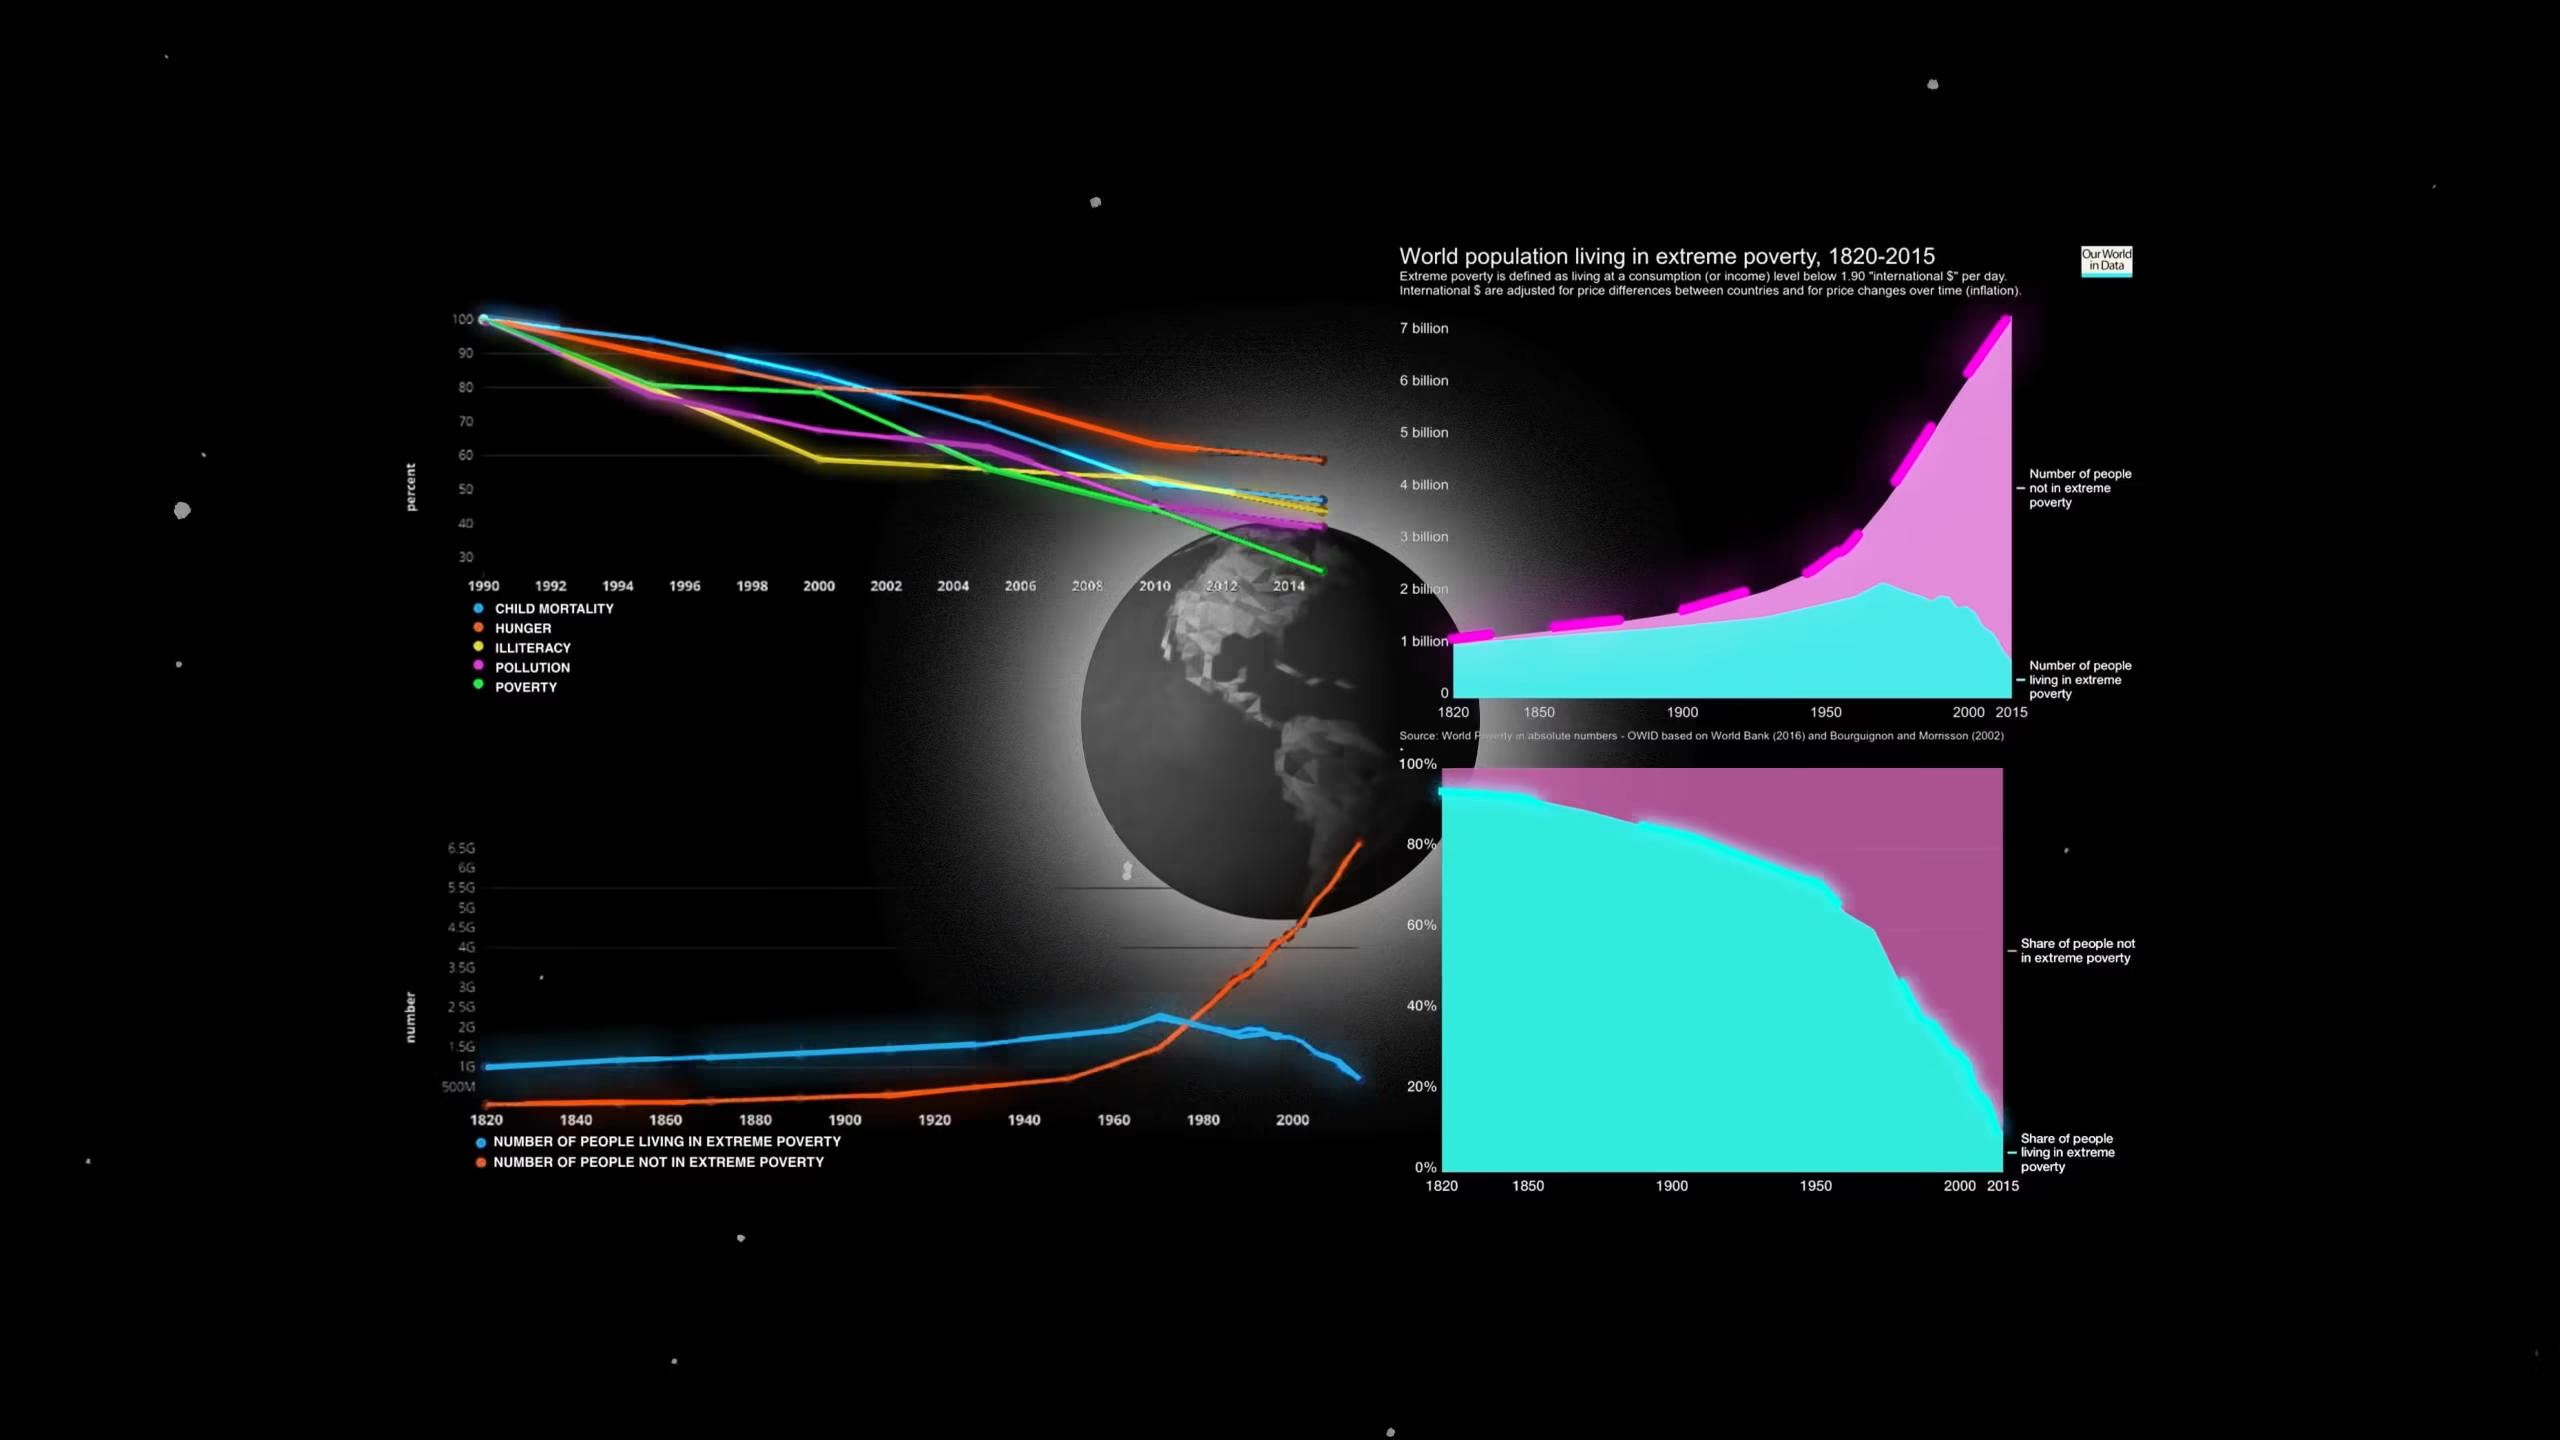 100
90
80
70
60
50
40
30
percent
1990 1992 1994 1996 1998 2000 2002 2004 2006 2008 2010 2012 2014
CHILD MORTALITY
HUNGER
ILLITERACY
POLLUTION
POVERTY
World population living in extreme poverty, 1820-2015
Our World
in Data
Extreme poverty is defined as living at a consumption (or income) level below 1.90 "international $" per day.
International $ are adjusted for price differences between countries and for price changes over time (inflation).
7 billion
6 billion
5 billion
4 billion
3 billion
2 billion
1 billion
0
Number of people
not in extreme
poverty
Number of people
living in extreme
poverty
1820 1850 1900 1950 2000 2015
Source: World Poverty in absolute numbers - OWID based on World Bank (2016) and Bourguignon and Morrisson (2002)
6.5G
6G
5.5G
5G
4.5G
4G
3.5G
3G
2.5G
2G
1.5G
1G
500M
number
1820 1840 1860 1880 1900 1920 1940 1960 1980 2000
NUMBER OF PEOPLE LIVING IN EXTREME POVERTY
NUMBER OF PEOPLE NOT IN EXTREME POVERTY
100%
80%
60%
40%
20%
0%
Share of people not
in extreme poverty
Share of people
living in extreme
poverty
1820 1850 1900 1950 2000 2015